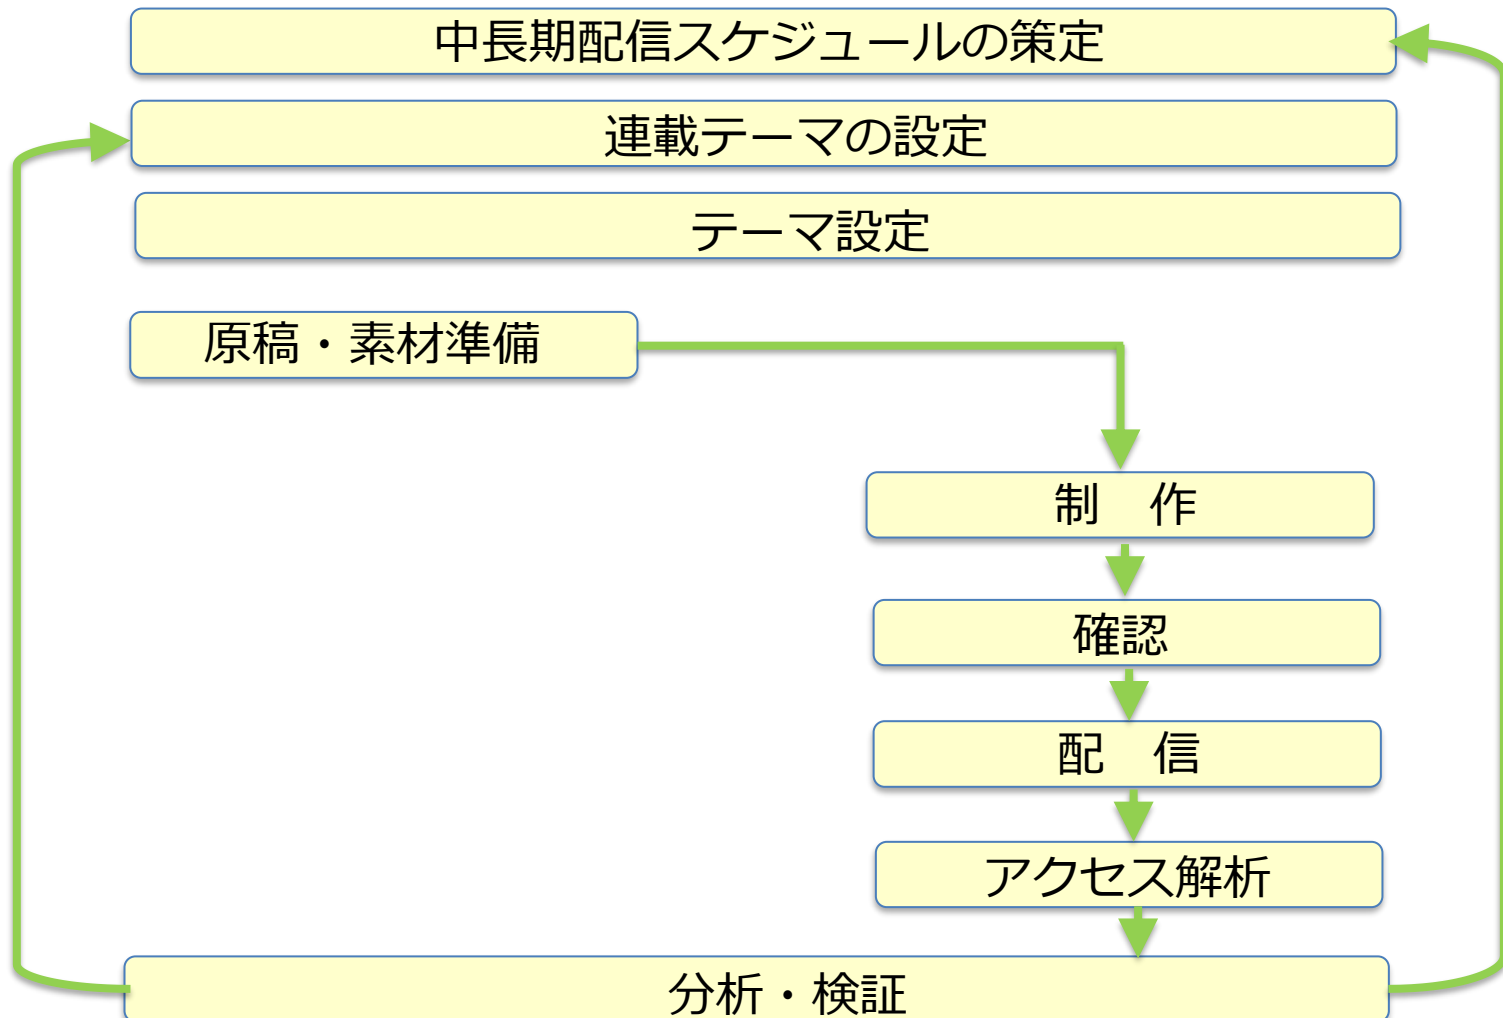 中長期配信スケジュールの策定
連載テーマの設定
テーマ設定
原稿・素材準備
制　作
確認
配　信
アクセス解析
分析・検証